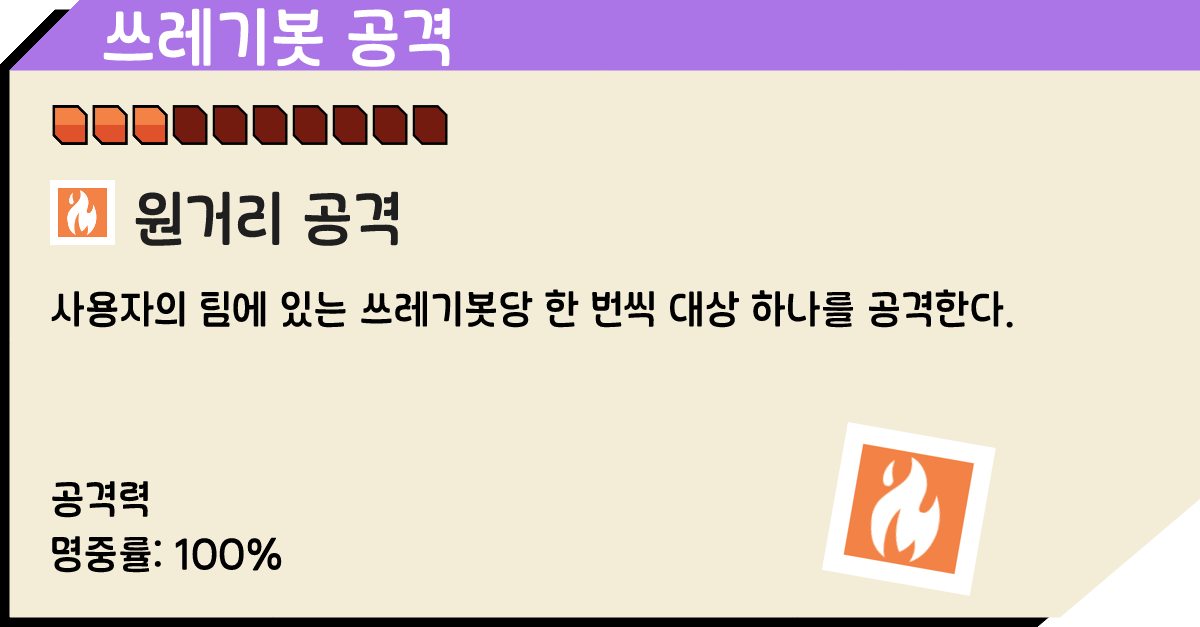 쓰레기봇 공격
원거리 공격
사용자의 팀에 있는 쓰레기봇당 한 번씩 대상 하나를 공격한다.
공격력
명중률: 100%